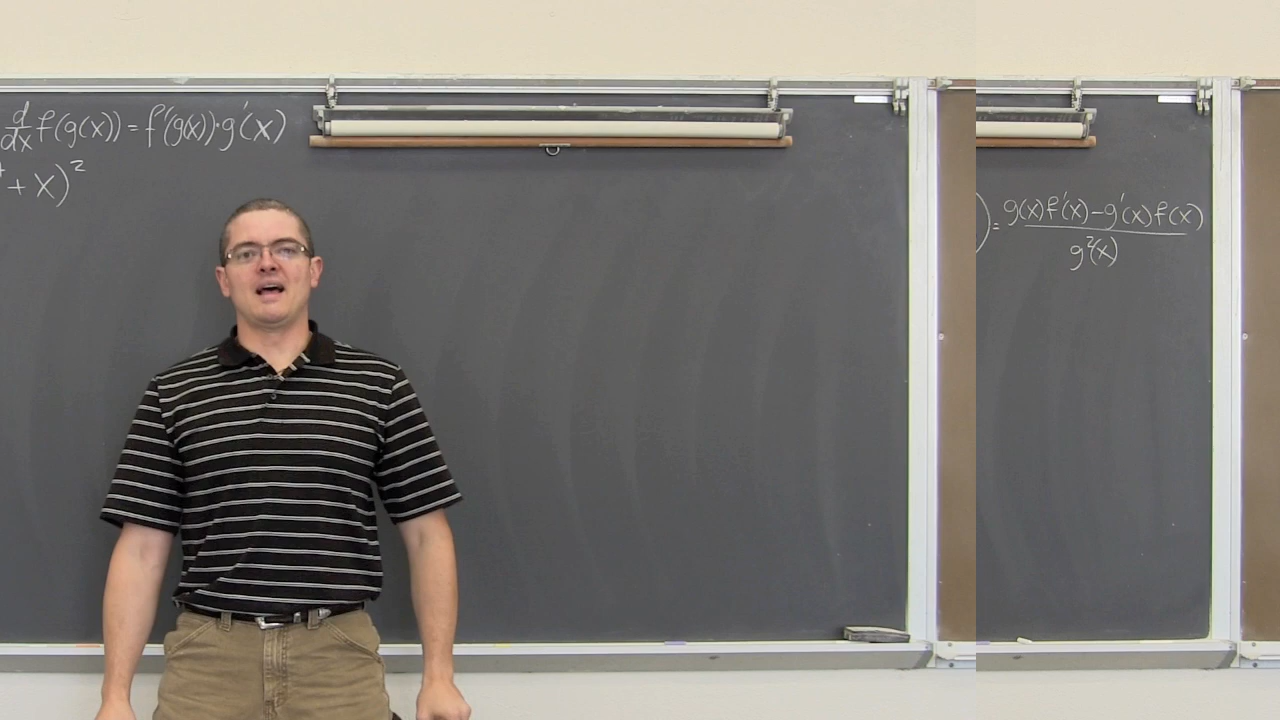 d/dx f(g(x)) = f'(g(x))·g'(x)
+ x)²
) = g(x)f'(x) - g'(x)f(x)
g²(x)